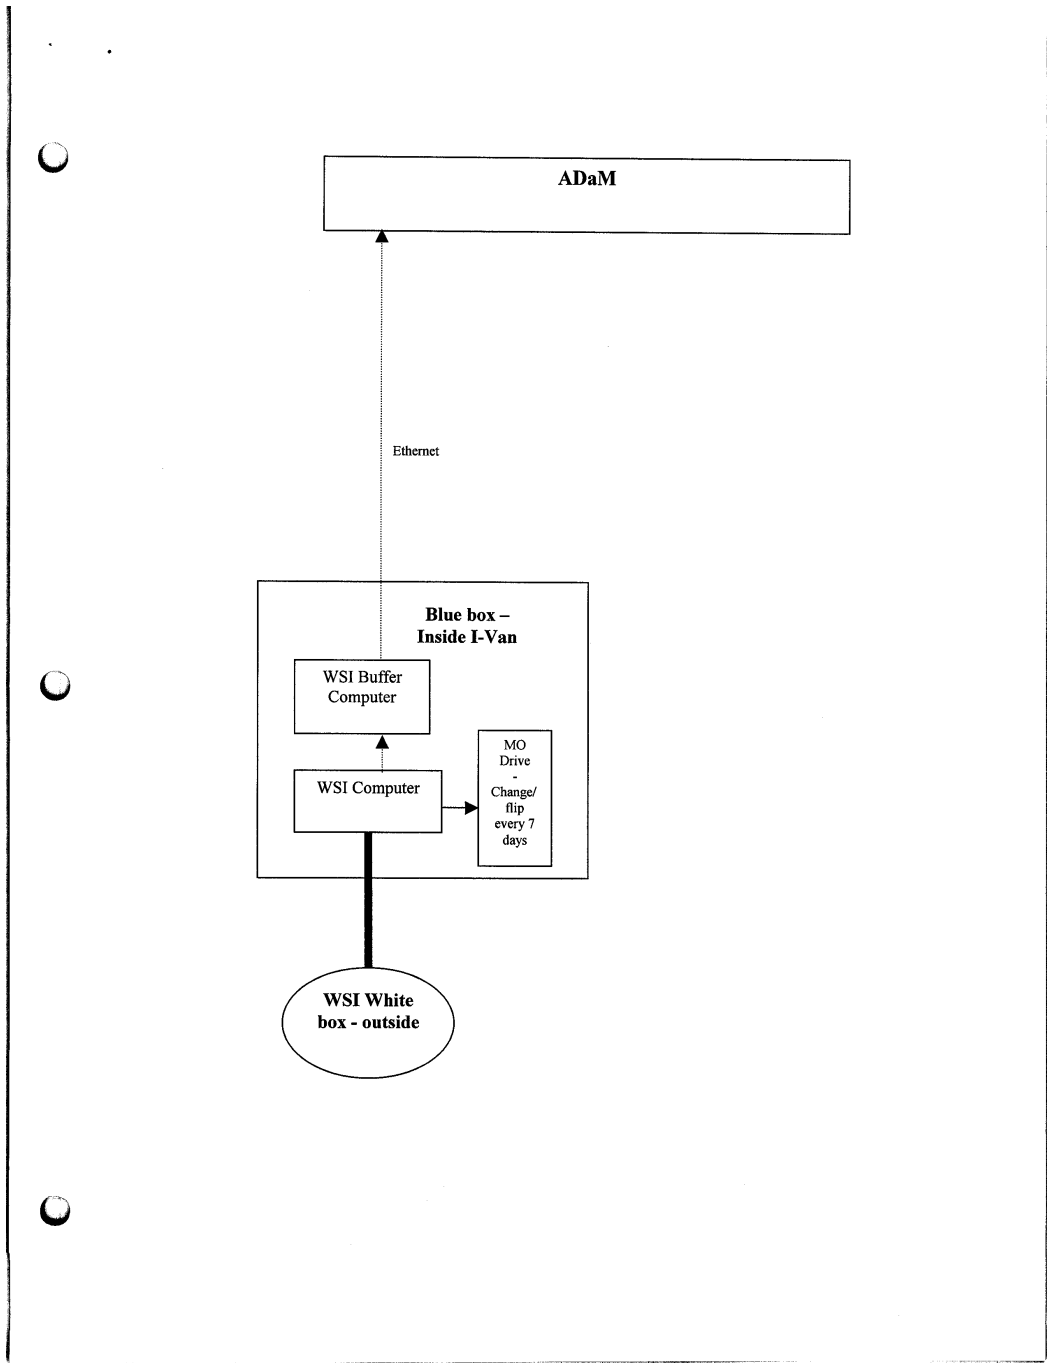 ADaM
Ethernet
Blue box –
Inside I-Van
WSI Buffer
Computer
MO
Drive
-
Change/
flip
every 7
days
WSI Computer
WSI White
box - outside